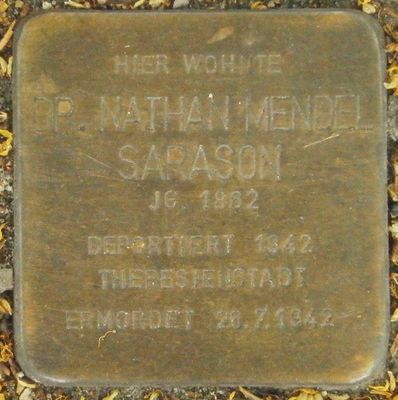 HIER WOHNTE
DR. NATHAN MENDEL
SARASON
JG. 1862
DEPORTIERT 1942
THERESIENSTADT
ERMORDET 28.7.1942